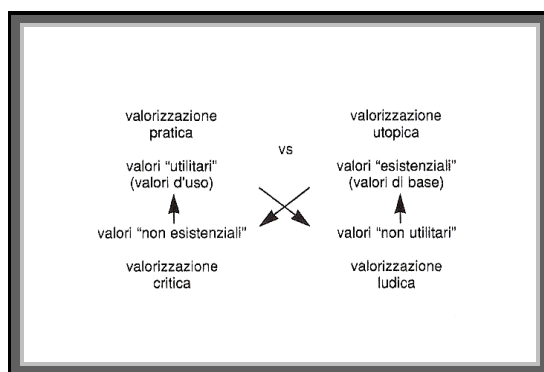 valorizzazione
pratica
valorizzazione
utopica
vs
valori "utilitari"
(valori d'uso)
valori "esistenziali"
(valori di base)
valori "non esistenziali"
valori "non utilitari"
valorizzazione
critica
valorizzazione
ludica